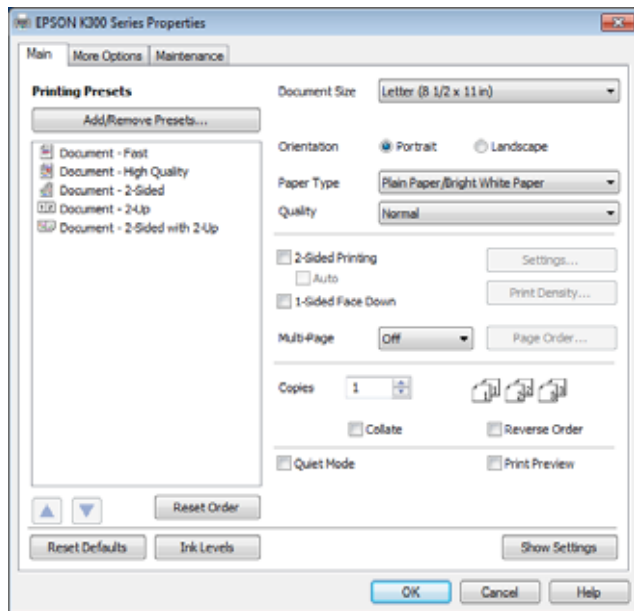 EPSON K300 Series Properties
Main More Options Maintenance
Printing Presets
Add/Remove Presets...
Document - Fast
Document - High Quality
Document - 2-Sided
Document - 2-Up
Document - 2-Sided with 2-Up
Reset Order
Document Size Letter (8 1/2 x 11 in)
Orientation Portrait Landscape
Paper Type Plain Paper/Bright White Paper
Quality Normal
2-Sided Printing Settings...
Auto
1-Sided Face Down Print Density...
Multi-Page Off Page Order...
Copies 1
Collate Reverse Order
Quiet Mode Print Preview
Reset Defaults Ink Levels Show Settings
OK Cancel Help